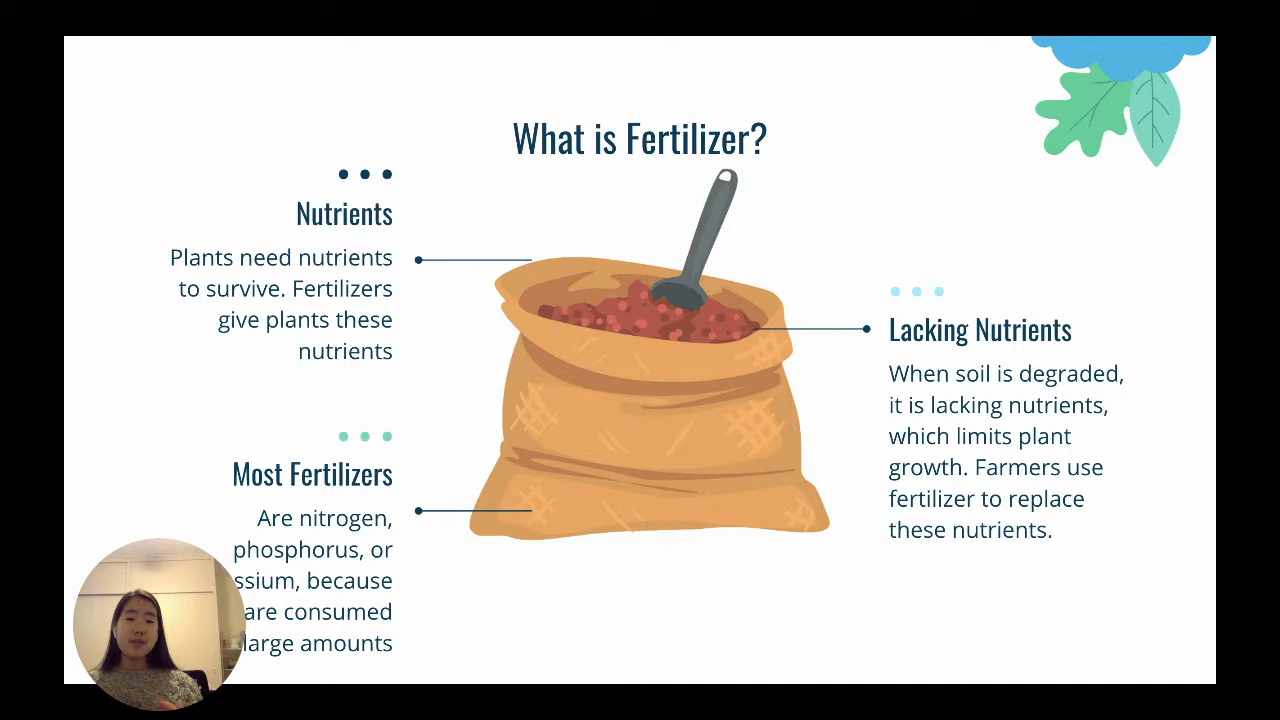 What is Fertilizer?
Nutrients
Plants need nutrients
to survive. Fertilizers
give plants these
nutrients
Most Fertilizers
Are nitrogen,
phosphorus, or
because
are consumed
large amounts
Lacking Nutrients
When soil is degraded,
it is lacking nutrients,
which limits plant
growth. Farmers use
fertilizer to replace
these nutrients.